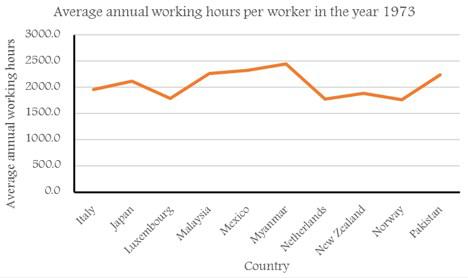 Average annual working hours per worker in the year 1973
Average annual working hours
3000.0
2500.0
2000.0
1500.0
1000.0
500.0
0.0
Italy
Japan
Luxembourg
Malaysia
Mexico
Myanmar
Netherlands
New Zealand
Norway
Pakistan
Country